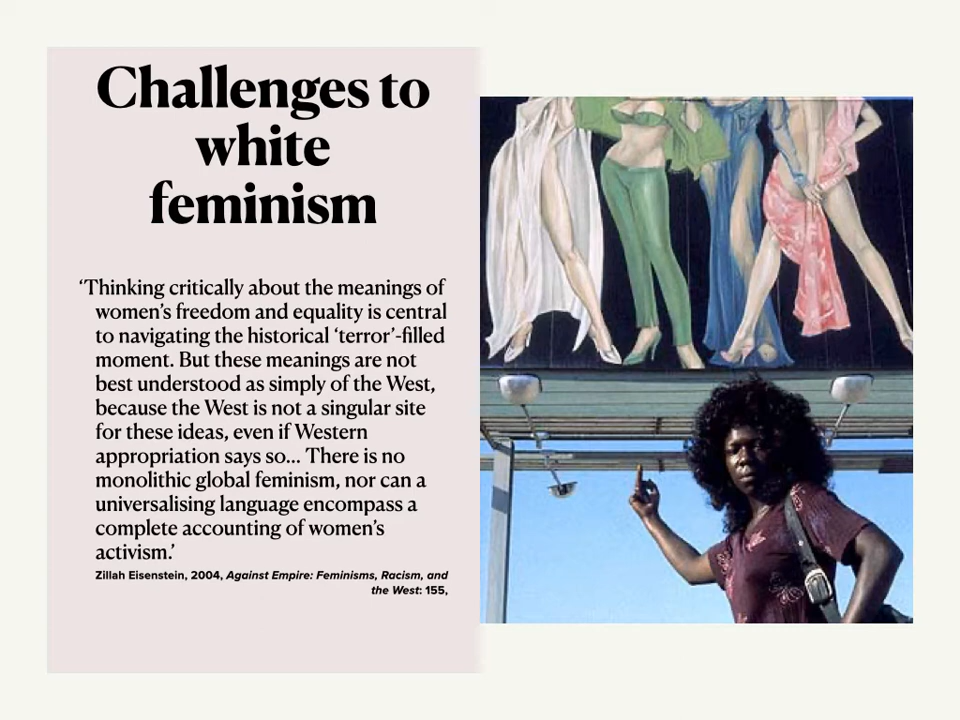 Challenges to
white
feminism
‘Thinking critically about the meanings of
women’s freedom and equality is central
to navigating the historical ‘terror’-filled
moment. But these meanings are not
best understood as simply of the West,
because the West is not a singular site
for these ideas, even if Western
appropriation says so... There is no
monolithic global feminism, nor can a
universalising language encompass a
complete accounting of women’s
activism.’
Zillah Eisenstein, 2004, Against Empire: Feminisms, Racism, and
the West: 155,